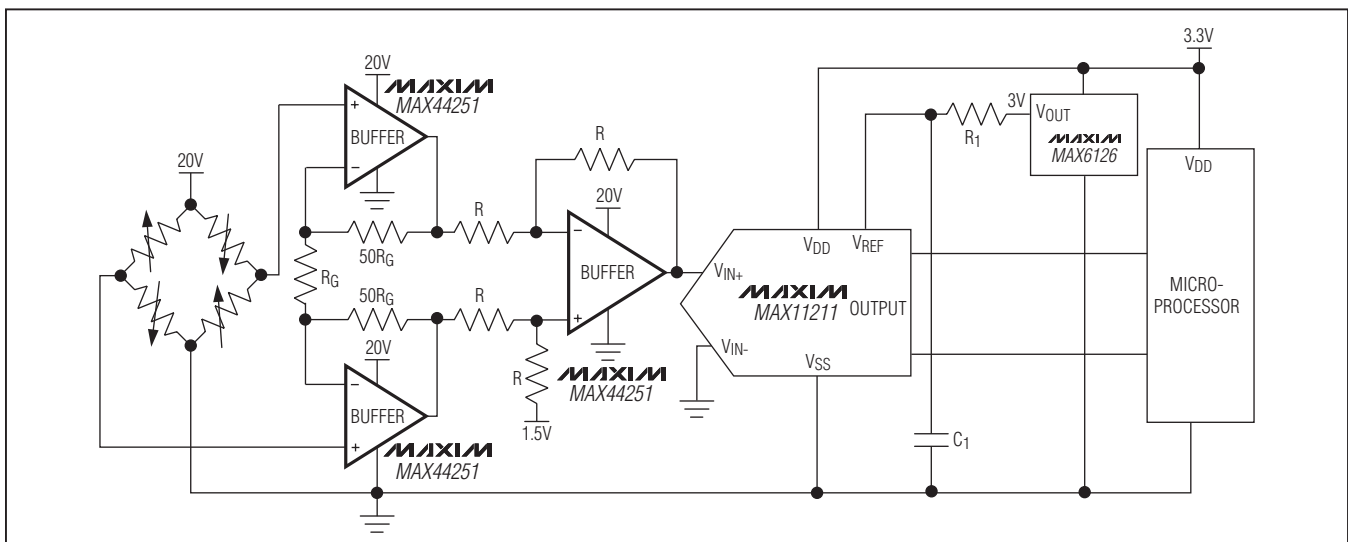 20V
20V
+
−
BUFFER
MAXIM
MAX44251
50RG
RG
50RG
20V
−
+
BUFFER
MAXIM
MAX44251
R
R
R
R
1.5V
20V
−
+
BUFFER
MAXIM
MAX44251
VIN+
VIN-
VDD
VREF
MAXIM
MAX11211
OUTPUT
VSS
R1
C1
3V
VOUT
MAXIM
MAX6126
3.3V
VDD
MICRO-
PROCESSOR